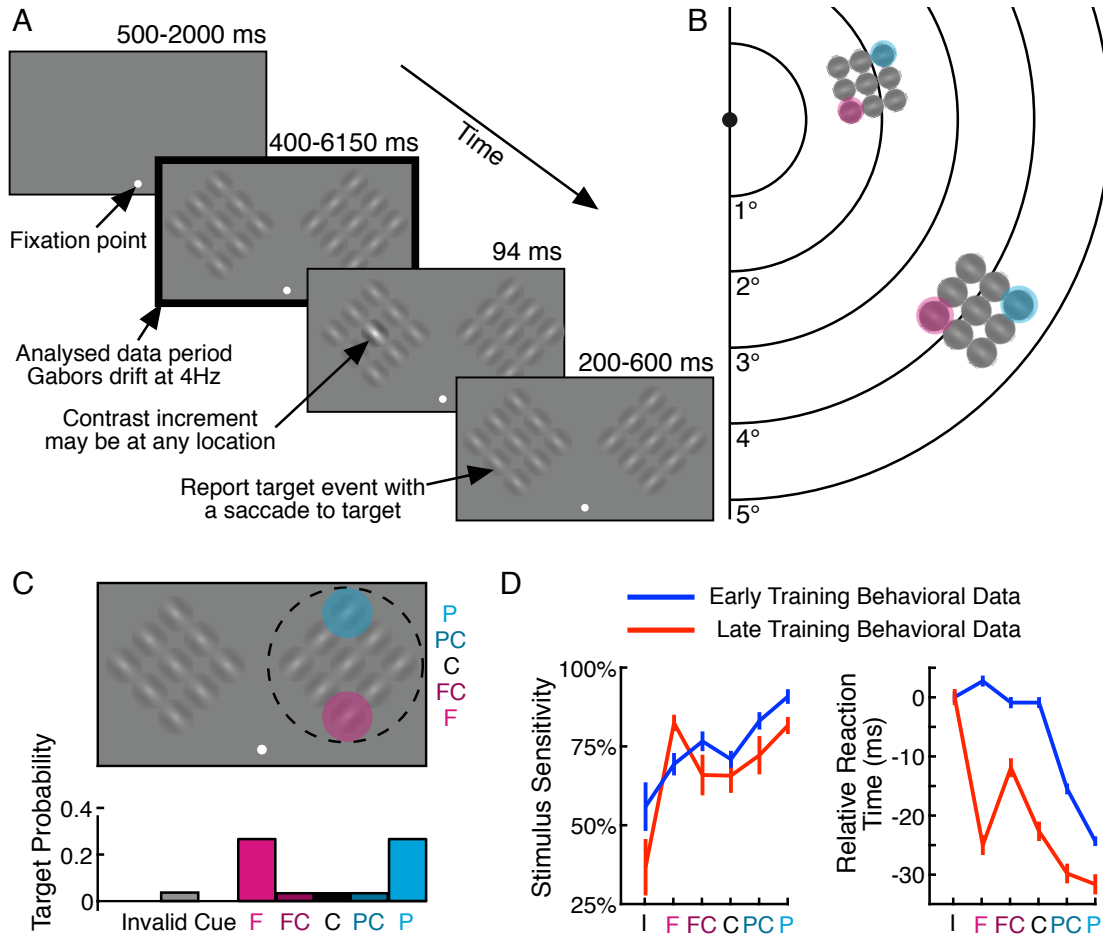 A
500-2000 ms
400-6150 ms
Time
Fixation point
94 ms
Analysed data period
Gabors drift at 4Hz
200-600 ms
Contrast increment
may be at any location
Report target event with
a saccade to target
B
1°
2°
3°
4°
5°
C
P
PC
C
FC
F
Target Probability
0.4
0.2
0
Invalid Cue F FC C PC P
D
Early Training Behavioral Data
Late Training Behavioral Data
Stimulus Sensitivity
100%
75%
50%
25%
I F FC C PC P
Relative Reaction
Time (ms)
0
-10
-20
-30
I F FC C PC P